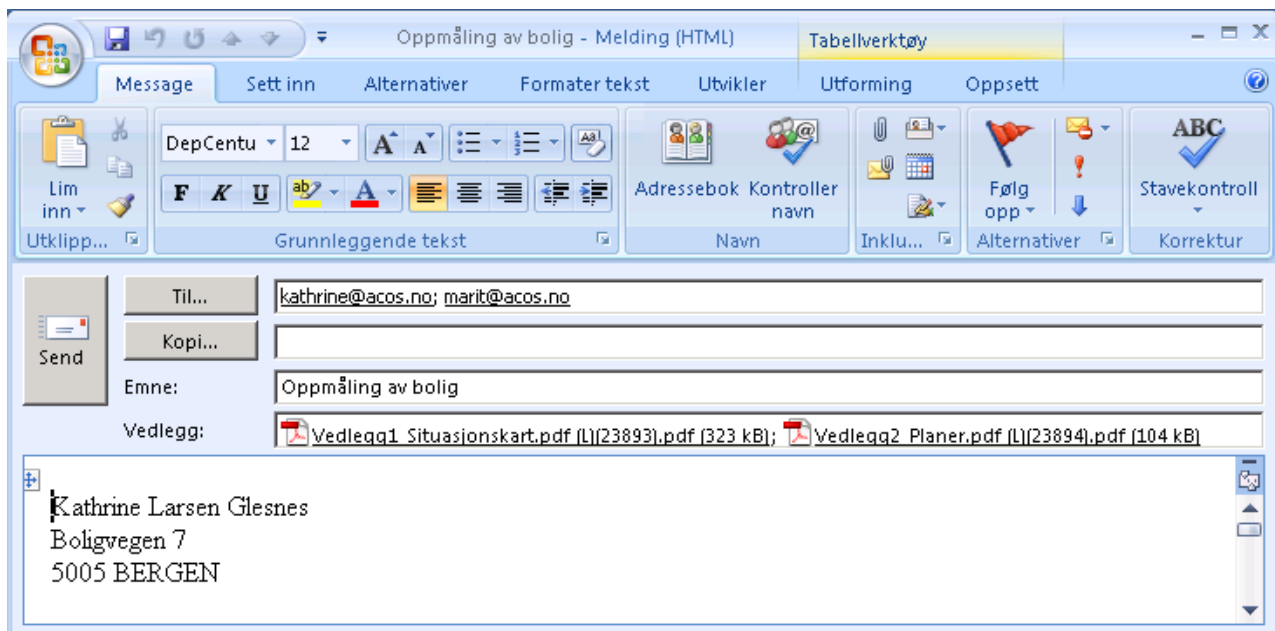 Oppmåling av bolig - Melding (HTML)
Tabellverktøy
Message Sett inn Alternativer Formater tekst Utvikler Utforming Oppsett
Lim inn
DepCentu 12
F K U
Adressebok Kontroller navn
Følg opp
ABC
Stavekontroll
Utklipp... Grunnleggende tekst Navn Inklu... Alternativer Korrektur
Send
Til... kathrine@acos.no; marit@acos.no
Kopi...
Emne: Oppmåling av bolig
Vedlegg: Vedlegg1_Situasjonskart.pdf (L)(23893).pdf (323 kB); Vedlegg2_Planer.pdf (L)(23894).pdf (104 kB)
Kathrine Larsen Glesnes
Boligvegen 7
5005 BERGEN